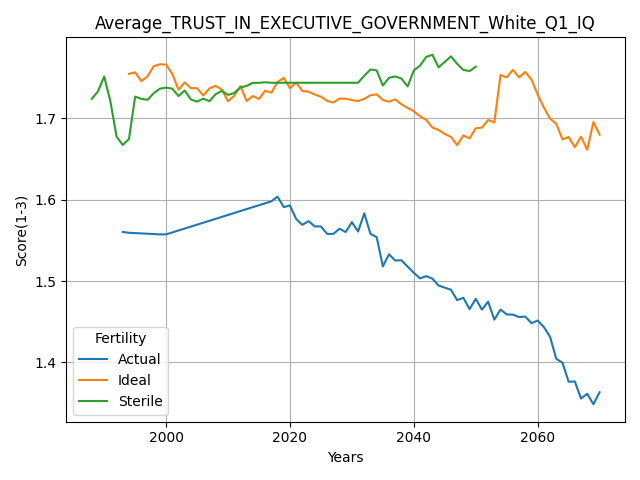 Average_TRUST_IN_EXECUTIVE_GOVERNMENT_White_Q1_IQ
Score(1-3)
1.7
1.6
1.5
1.4
Fertility
Actual
Ideal
Sterile
2000
2020
2040
2060
Years